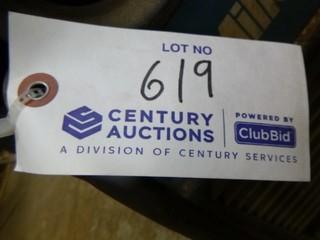 LOT NO
619
CENTURY
AUCTIONS
POWERED BY
ClubBid
A DIVISION OF CENTURY SERVICES